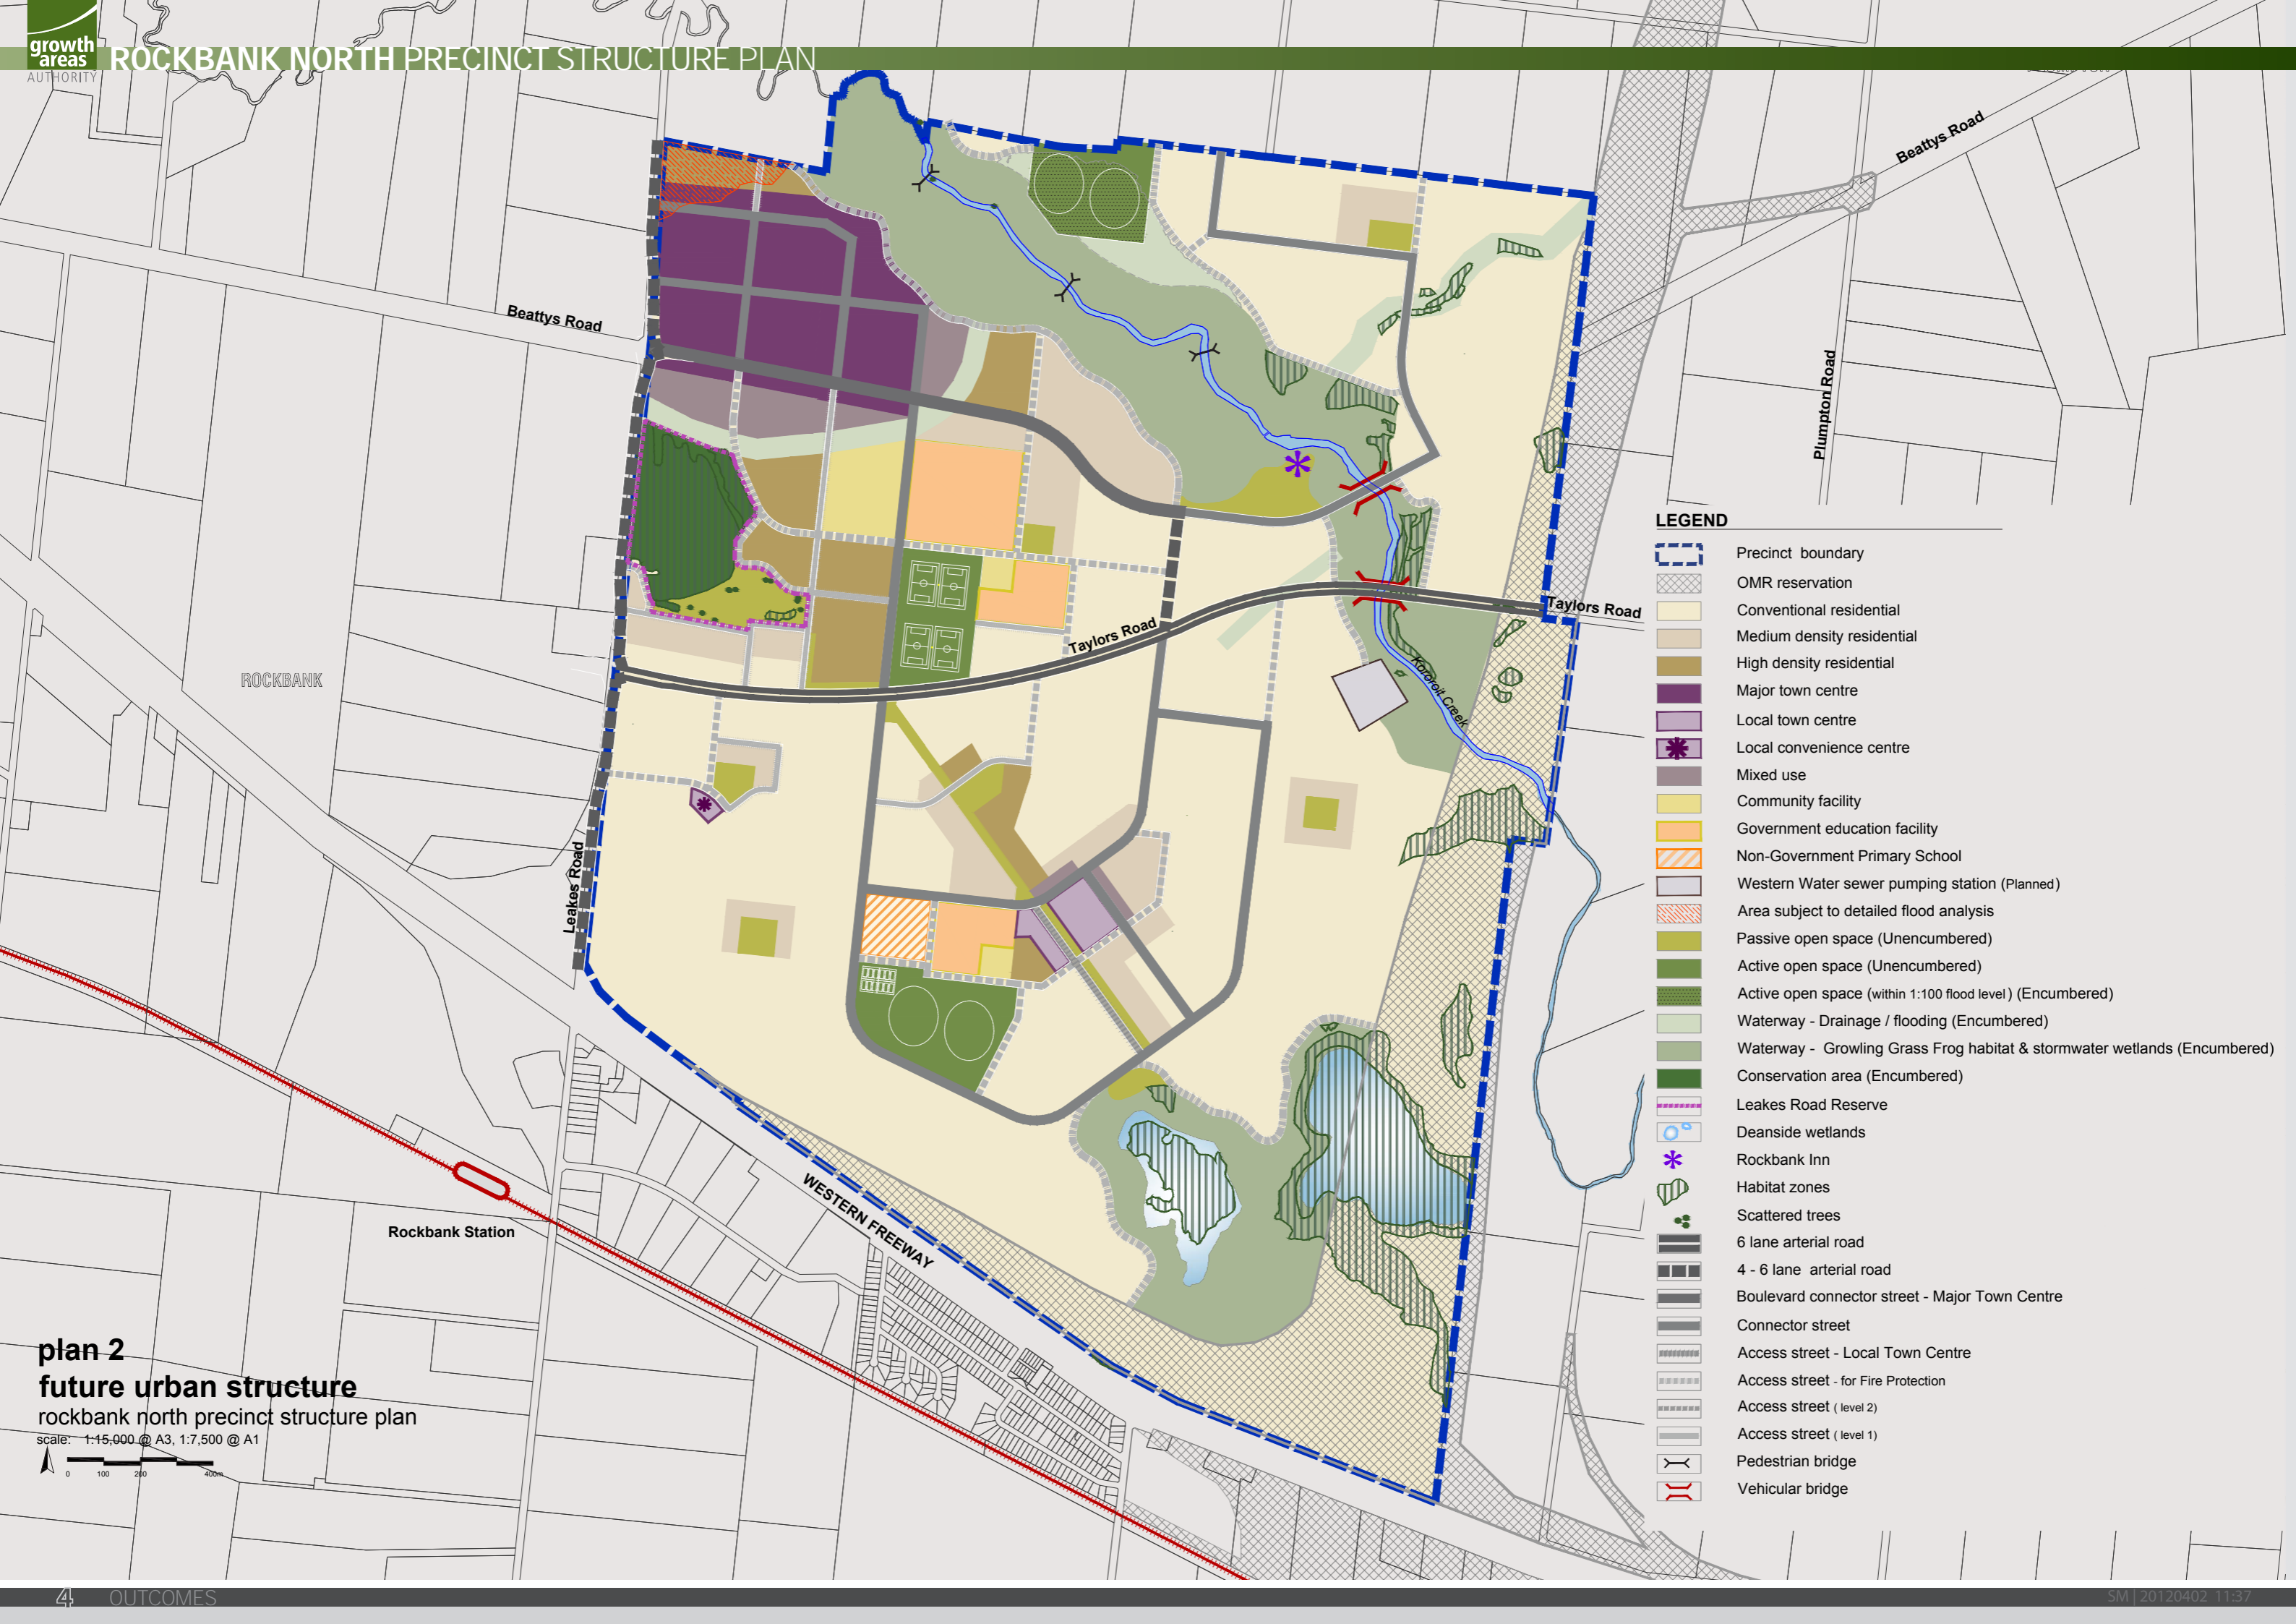 growth
areas
AUTHORITY
ROCKBANK NORTH PRECINCT STRUCTURE PLAN
Beattys Road
Beattys Road
Plumpton Road
Taylors Road
Taylors Road
ROCKBANK
Kororoit Creek
Leakes Road
WESTERN FREEWAY
Rockbank Station
LEGEND
Precinct boundary
OMR reservation
Conventional residential
Medium density residential
High density residential
Major town centre
Local town centre
Local convenience centre
Mixed use
Community facility
Government education facility
Non-Government Primary School
Western Water sewer pumping station (Planned)
Area subject to detailed flood analysis
Passive open space (Unencumbered)
Active open space (Unencumbered)
Active open space (within 1:100 flood level) (Encumbered)
Waterway - Drainage / flooding (Encumbered)
Waterway - Growling Grass Frog habitat & stormwater wetlands (Encumbered)
Conservation area (Encumbered)
Leakes Road Reserve
Deanside wetlands
Rockbank Inn
Habitat zones
Scattered trees
6 lane arterial road
4 - 6 lane arterial road
Boulevard connector street - Major Town Centre
Connector street
Access street - Local Town Centre
Access street - for Fire Protection
Access street ( level 2)
Access street ( level 1)
Pedestrian bridge
Vehicular bridge
plan 2
future urban structure
rockbank north precinct structure plan
scale: 1:15,000 @ A3, 1:7,500 @ A1
0 100 200 400m
4 OUTCOMES
SM | 20120402 11:37